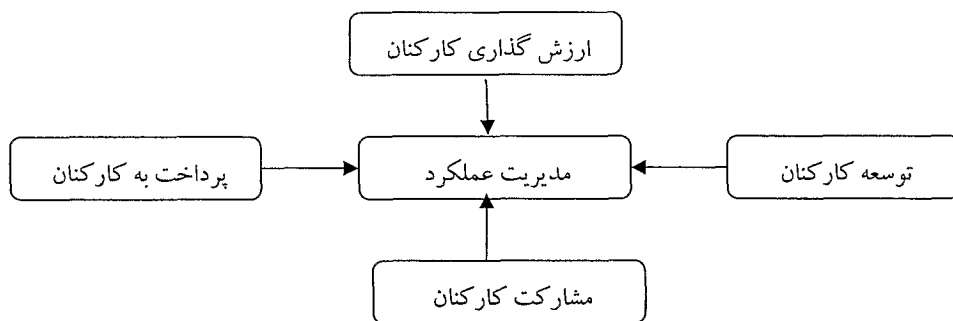 ارزش گذاری کارکنان
توسعه کارکنان
مدیریت عملکرد
پرداخت به کارکنان
مشارکت کارکنان